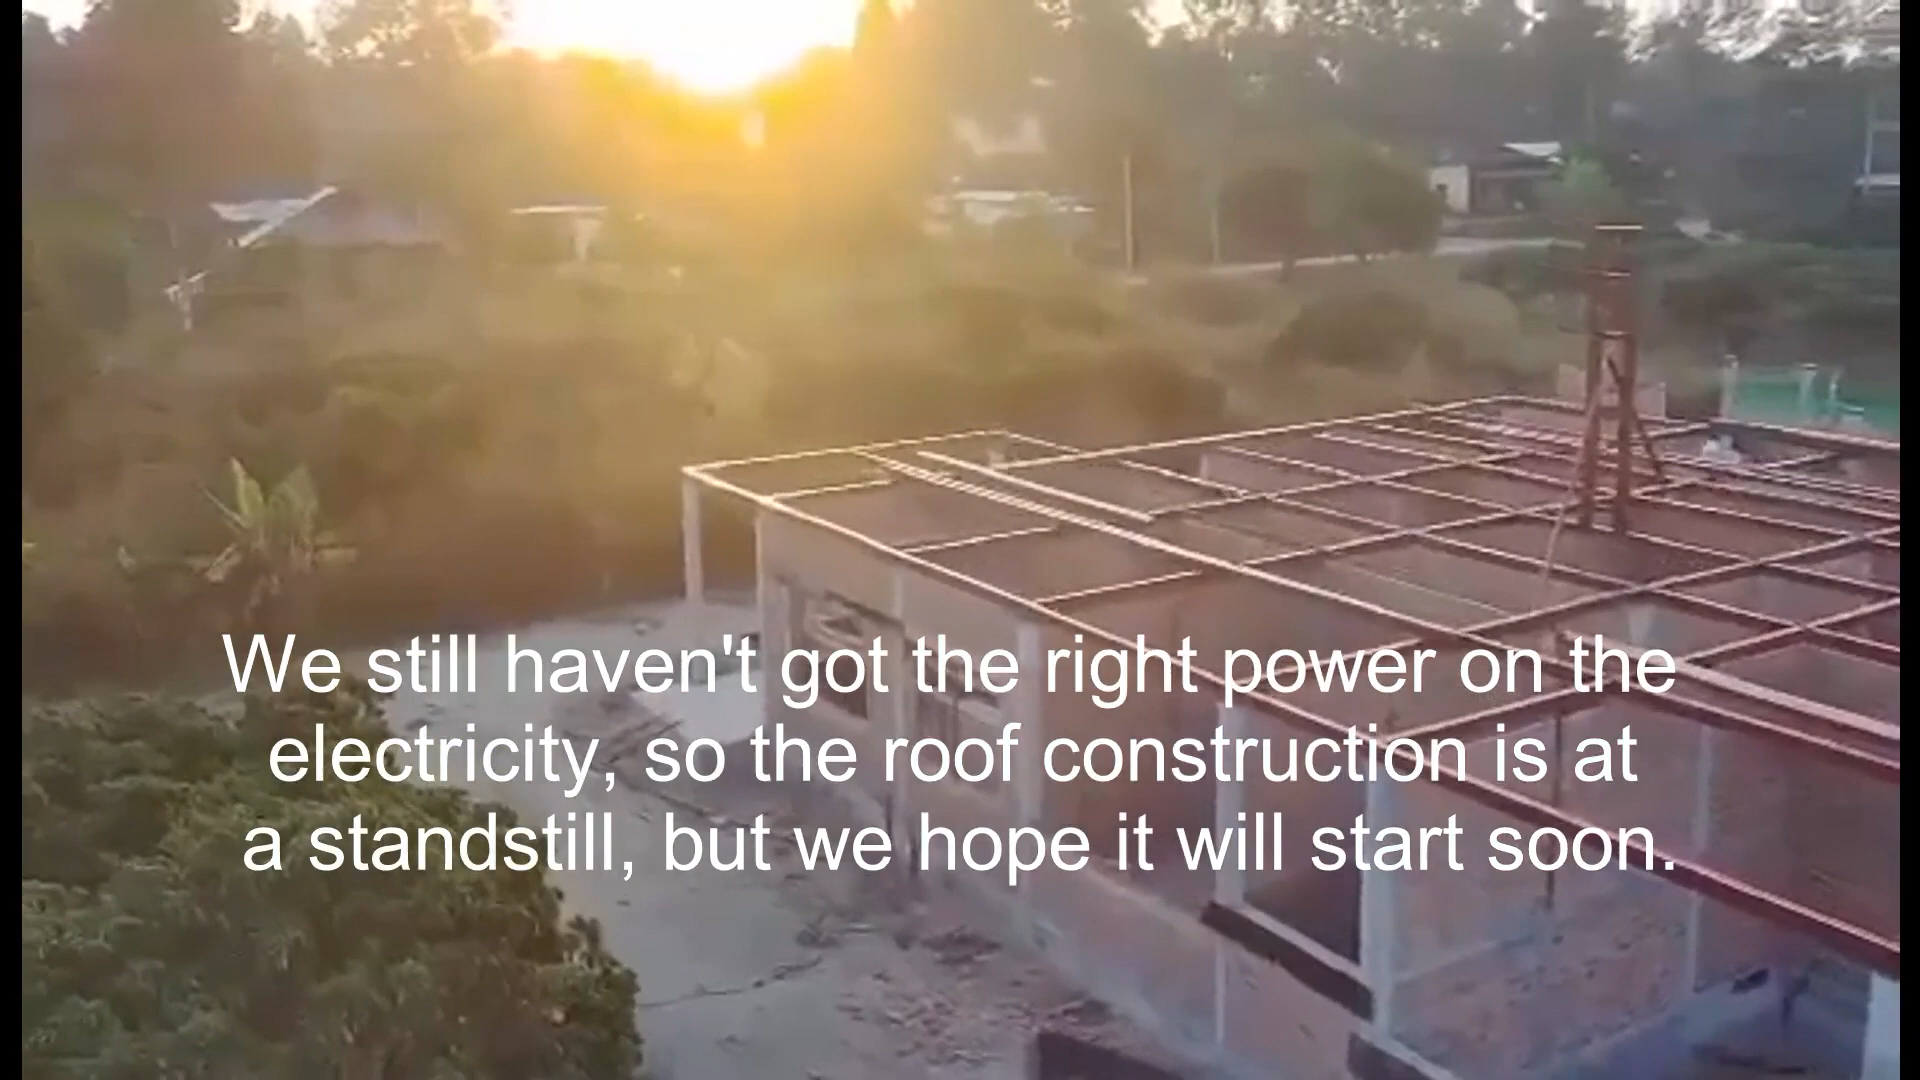 We still haven't got the right power on the
electricity, so the roof construction is at
a standstill, but we hope it will start soon.